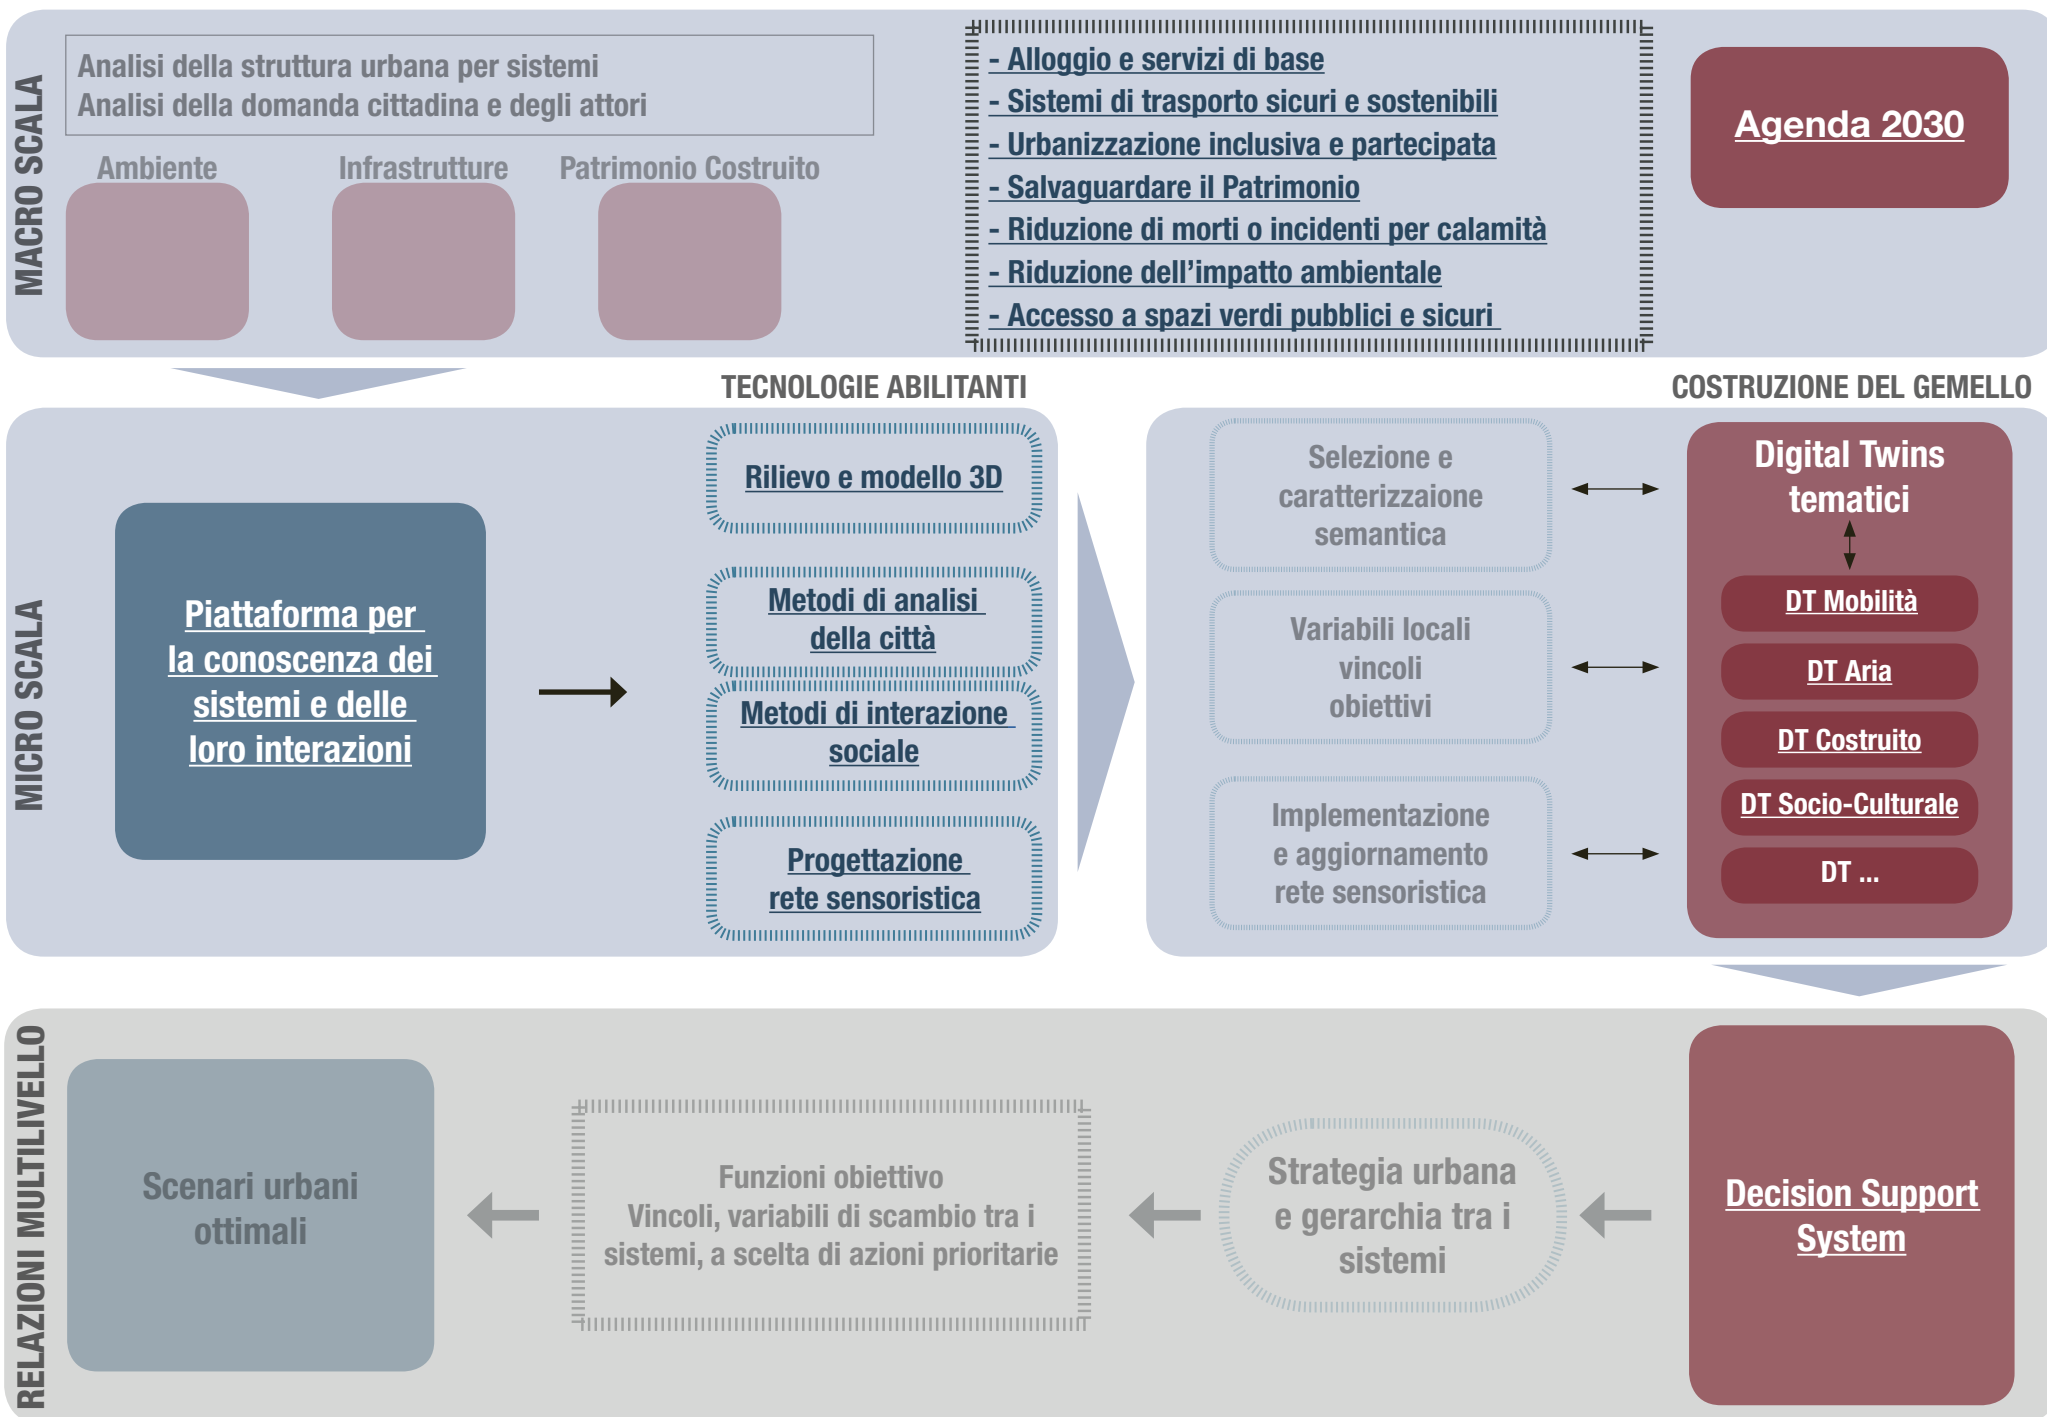 MACRO SCALA
Analisi della struttura urbana per sistemi
Analisi della domanda cittadina e degli attori
Ambiente
Infrastrutture
Patrimonio Costruito
- Alloggio e servizi di base
- Sistemi di trasporto sicuri e sostenibili
- Urbanizzazione inclusiva e partecipata
- Salvaguardare il Patrimonio
- Riduzione di morti o incidenti per calamità
- Riduzione dell’impatto ambientale
- Accesso a spazi verdi pubblici e sicuri
Agenda 2030
MICRO SCALA
Piattaforma per
la conoscenza dei
sistemi e delle
loro interazioni
TECNOLOGIE ABILITANTI
Rilievo e modello 3D
Metodi di analisi
della città
Metodi di interazione
sociale
Progettazione
rete sensoristica
COSTRUZIONE DEL GEMELLO
Selezione e
caratterizzaione
semantica
Variabili locali
vincoli
obiettivi
Implementazione
e aggiornamento
rete sensoristica
Digital Twins
tematici
DT Mobilità
DT Aria
DT Costruito
DT Socio-Culturale
DT ...
RELAZIONI MULTILIVELLO
Scenari urbani
ottimali
Funzioni obiettivo
Vincoli, variabili di scambio tra i
sistemi, a scelta di azioni prioritarie
Strategia urbana
e gerarchia tra i
sistemi
Decision Support
System